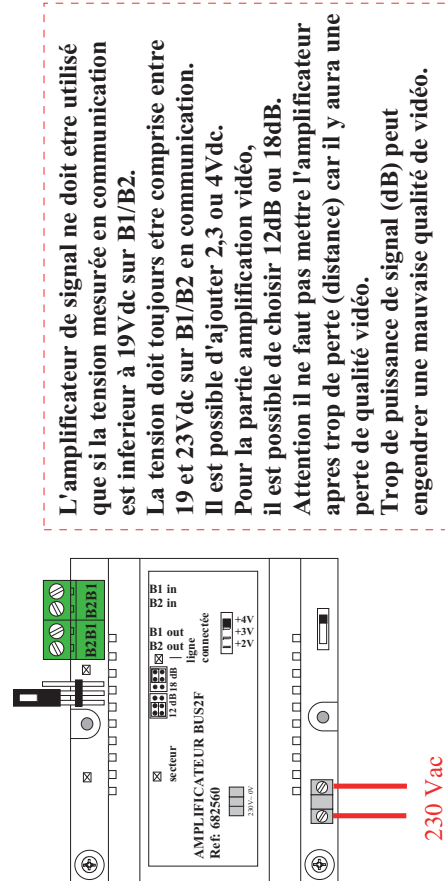 L'amplificateur de signal ne doit etre utilisé
que si la tension mesurée en communication
est inferieur à 19Vdc sur B1/B2.
La tension doit toujours etre comprise entre
19 et 23Vdc sur B1/B2 en communication.
Il est possible d'ajouter 2,3 ou 4Vdc.
Pour la partie amplification vidéo,
il est possible de choisir 12dB ou 18dB.
Attention il ne faut pas mettre l'amplificateur
apres trop de perte (distance) car il y aura une
perte de qualité vidéo.
Trop de puissance de signal (dB) peut
engendrer une mauvaise qualité de vidéo.
B2B1 B2B1
secteur
12 dB 18 dB
B2 out B2 in
B1 out B1 in
ligne
connectée
AMPLIFICATEUR BUS2F
Ref: 682560
230V~ 0V
+2V
+3V
+4V
230 Vac